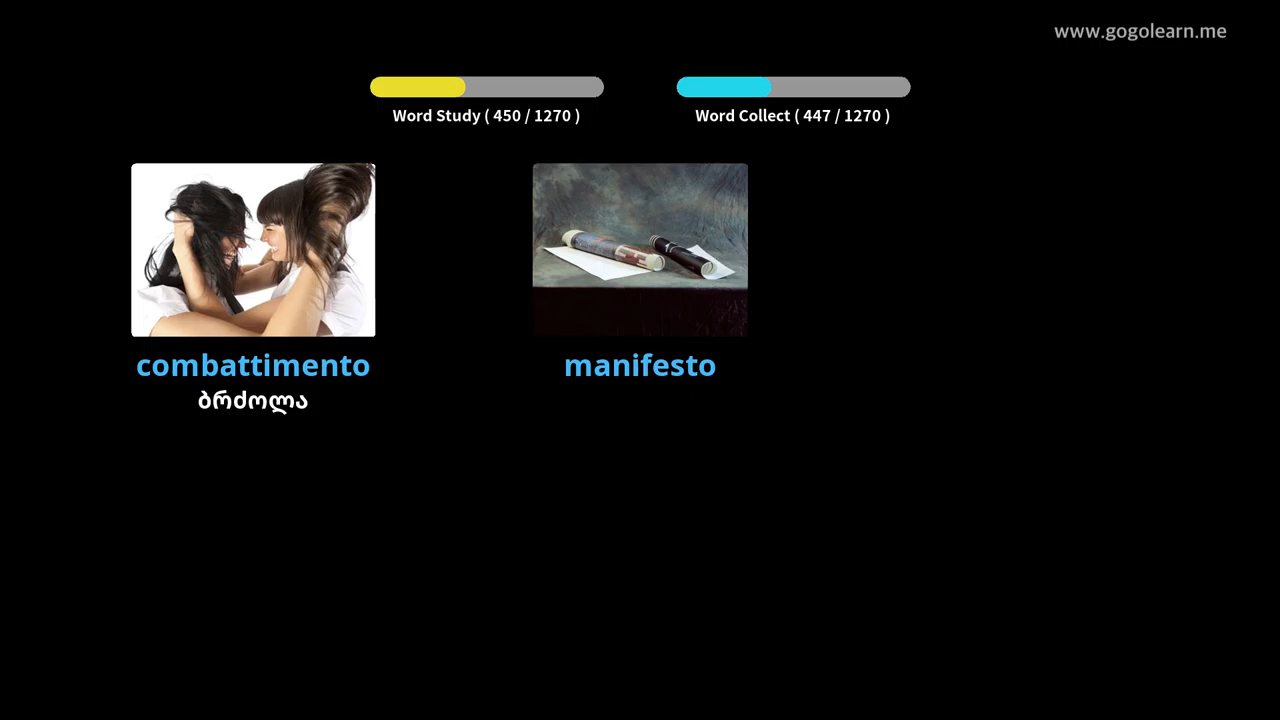 www.gogolearn.me
Word Study ( 450 / 1270 )
Word Collect ( 447 / 1270 )
combattimento
ბრძოლა
manifesto